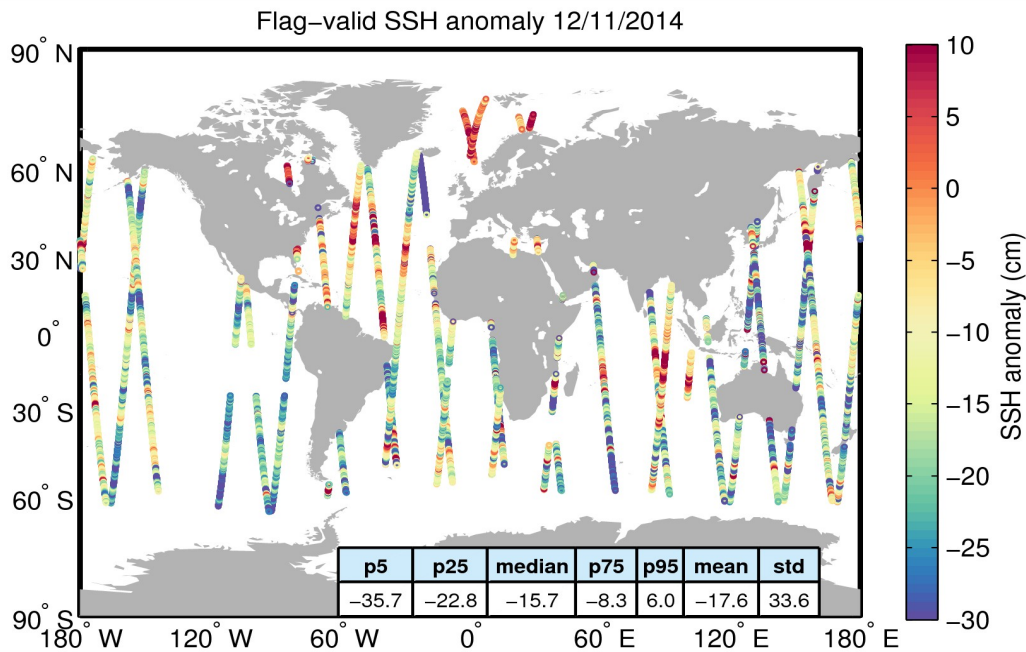 Flag−valid SSH anomaly 12/11/2014
90° N
60° N
30° N
0°
30° S
60° S
90° S
180° W
120° W
60° W
0°
60° E
120° E
180° E
p5 p25 median p75 p95 mean std
−35.7 −22.8 −15.7 −8.3 6.0 −17.6 33.6
10
5
0
−5
−10
−15
−20
−25
−30
SSH anomaly (cm)